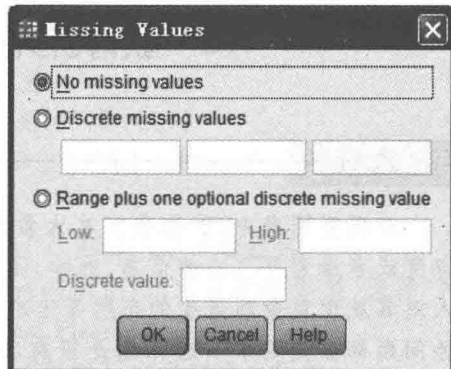 Missing Values
No missing values
Discrete missing values
Range plus one optional discrete missing value
Low: High:
Discrete value:
OK Cancel Help